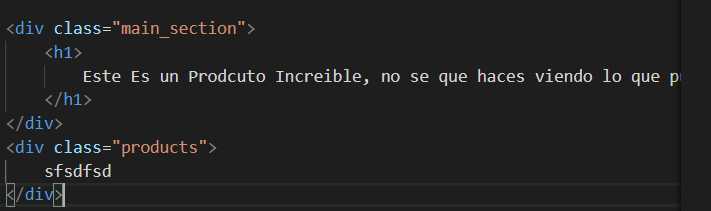 <div class="main_section">
<h1>
Este Es un Prodcuto Increible, no se que haces viendo lo que
</h1>
</div>
<div class="products">
sfsdfsd
</div>